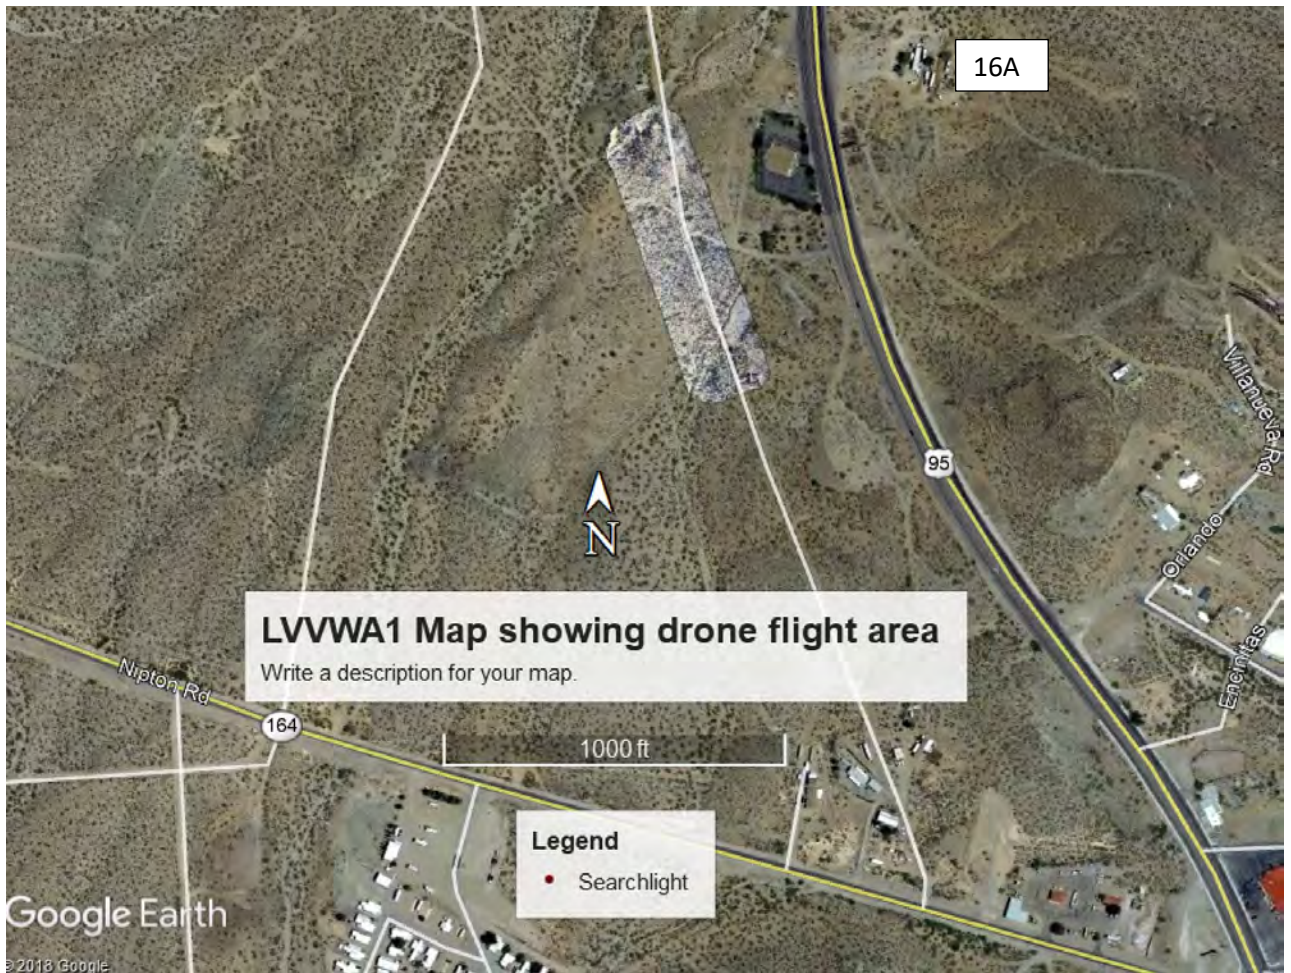 16A
Villanueva Rd
95
Orlando
N
LVVWA1 Map showing drone flight area
Write a description for your map.
Encinitas
Nipton Rd
164
1000 ft
Legend
Searchlight
Google Earth
© 2018 Google